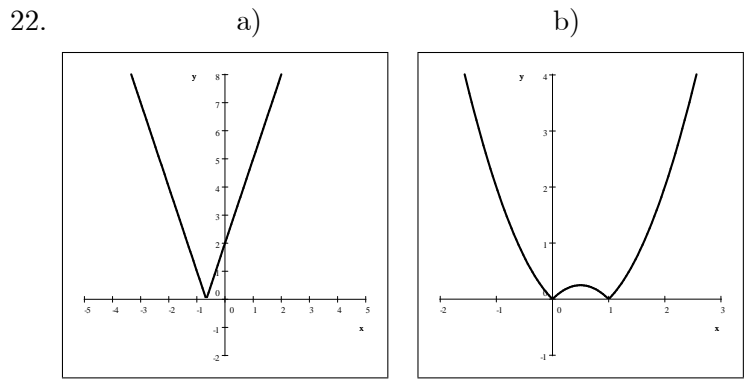 22. a) b)
y 8 7 6 5 4 3 2 1 0 -1 -2
-5 -4 -3 -2 -1 0 1 2 3 4 5
x
y 4 3 2 1 0 -1
-2 -1 0 1 2 3
x